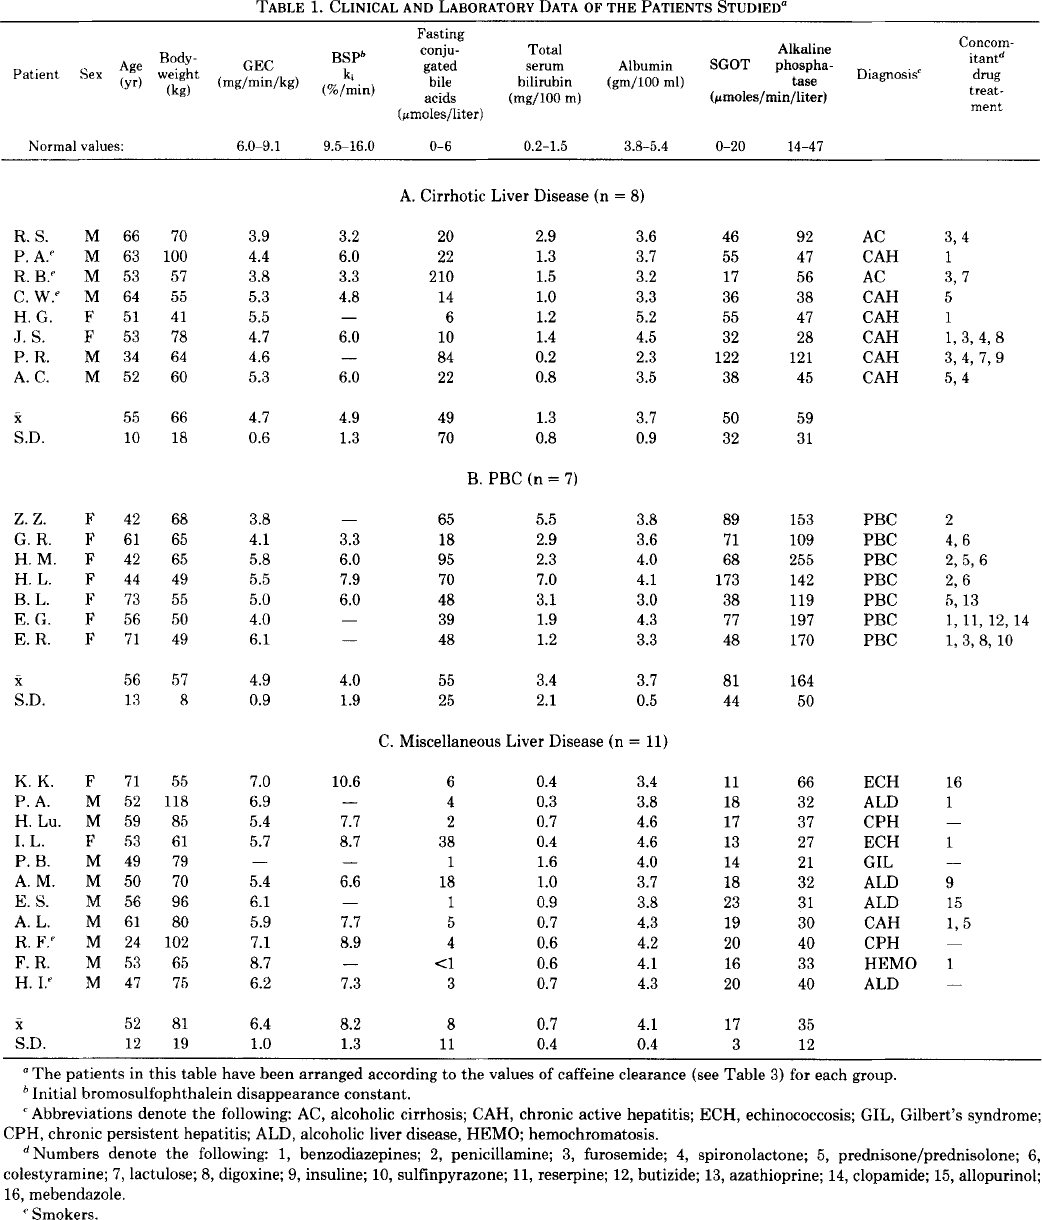 TABLE 1. CLINICAL AND LABORATORY DATA OF THE PATIENTS STUDIEDᵃ
Patient Sex Age (yr) Body-weight (kg) GEC (mg/min/kg) BSPᵇ kᵢ (%/min) Fasting conju-gated bile acids (μmoles/liter) Total serum bilirubin (mg/100 m) Albumin (gm/100 ml) SGOT Alkaline phospha-tase (μmoles/min/liter) Diagnosisᶜ Concom-itantᵈ drug treat-ment
Normal values: 6.0–9.1 9.5–16.0 0–6 0.2–1.5 3.8–5.4 0–20 14–47
A. Cirrhotic Liver Disease (n = 8)
R. S. M 66 70 3.9 3.2 20 2.9 3.6 46 92 AC 3, 4
P. A.ᵉ M 63 100 4.4 6.0 22 1.3 3.7 55 47 CAH 1
R. B.ᵉ M 53 57 3.8 3.3 210 1.5 3.2 17 56 AC 3, 7
C. W.ᵉ M 64 55 5.3 4.8 14 1.0 3.3 36 38 CAH 5
H. G. F 51 41 5.5 — 6 1.2 5.2 55 47 CAH 1
J. S. F 53 78 4.7 6.0 10 1.4 4.5 32 28 CAH 1, 3, 4, 8
P. R. M 34 64 4.6 — 84 0.2 2.3 122 121 CAH 3, 4, 7, 9
A. C. M 52 60 5.3 6.0 22 0.8 3.5 38 45 CAH 5, 4
x̄ 55 66 4.7 4.9 49 1.3 3.7 50 59
S.D. 10 18 0.6 1.3 70 0.8 0.9 32 31
B. PBC (n = 7)
Z. Z. F 42 68 3.8 — 65 5.5 3.8 89 153 PBC 2
G. R. F 61 65 4.1 3.3 18 2.9 3.6 71 109 PBC 4, 6
H. M. F 42 65 5.8 6.0 95 2.3 4.0 68 255 PBC 2, 5, 6
H. L. F 44 49 5.5 7.9 70 7.0 4.1 173 142 PBC 2, 6
B. L. F 73 55 5.0 6.0 48 3.1 3.0 38 119 PBC 5, 13
E. G. F 56 50 4.0 — 39 1.9 4.3 77 197 PBC 1, 11, 12, 14
E. R. F 71 49 6.1 — 48 1.2 3.3 48 170 PBC 1, 3, 8, 10
x̄ 56 57 4.9 4.0 55 3.4 3.7 81 164
S.D. 13 8 0.9 1.9 25 2.1 0.5 44 50
C. Miscellaneous Liver Disease (n = 11)
K. K. F 71 55 7.0 10.6 6 0.4 3.4 11 66 ECH 16
P. A. M 52 118 6.9 — 4 0.3 3.8 18 32 ALD 1
H. Lu. M 59 85 5.4 7.7 2 0.7 4.6 17 37 CPH —
I. L. F 53 61 5.7 8.7 38 0.4 4.6 13 27 ECH 1
P. B. M 49 79 — — 1 1.6 4.0 14 21 GIL —
A. M. M 50 70 5.4 6.6 18 1.0 3.7 18 32 ALD 9
E. S. M 56 96 6.1 — 1 0.9 3.8 23 31 ALD 15
A. L. M 61 80 5.9 7.7 5 0.7 4.3 19 30 CAH 1, 5
R. F.ᵉ M 24 102 7.1 8.9 4 0.6 4.2 20 40 CPH —
F. R. M 53 65 8.7 — <1 0.6 4.1 16 33 HEMO 1
H. I.ᵉ M 47 75 6.2 7.3 3 0.7 4.3 20 40 ALD —
x̄ 52 81 6.4 8.2 8 0.7 4.1 17 35
S.D. 12 19 1.0 1.3 11 0.4 0.4 3 12
ᵃ The patients in this table have been arranged according to the values of caffeine clearance (see Table 3) for each group.
ᵇ Initial bromosulfophthalein disappearance constant.
ᶜ Abbreviations denote the following: AC, alcoholic cirrhosis; CAH, chronic active hepatitis; ECH, echinococcosis; GIL, Gilbert's syndrome;
CPH, chronic persistent hepatitis; ALD, alcoholic liver disease, HEMO; hemochromatosis.
ᵈ Numbers denote the following: 1, benzodiazepines; 2, penicillamine; 3, furosemide; 4, spironolactone; 5, prednisone/prednisolone; 6,
colestyramine; 7, lactulose; 8, digoxine; 9, insuline; 10, sulfinpyrazone; 11, reserpine; 12, butizide; 13, azathioprine; 14, clopamide; 15, allopurinol;
16, mebendazole.
ᵉ Smokers.